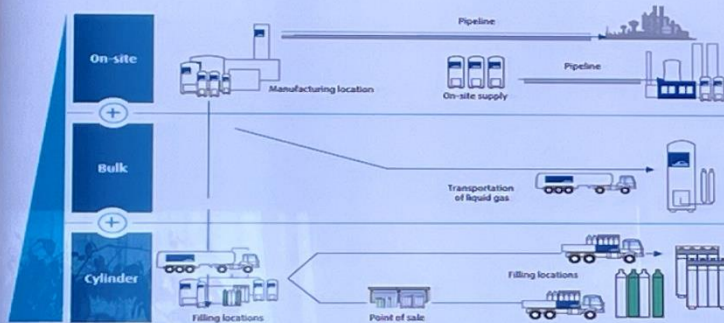 On-site
Pipeline
Pipeline
Manufacturing location
On-site supply
Bulk
Transportation
of liquid gas
Cylinder
Filling locations
Filling locations
Point of sale